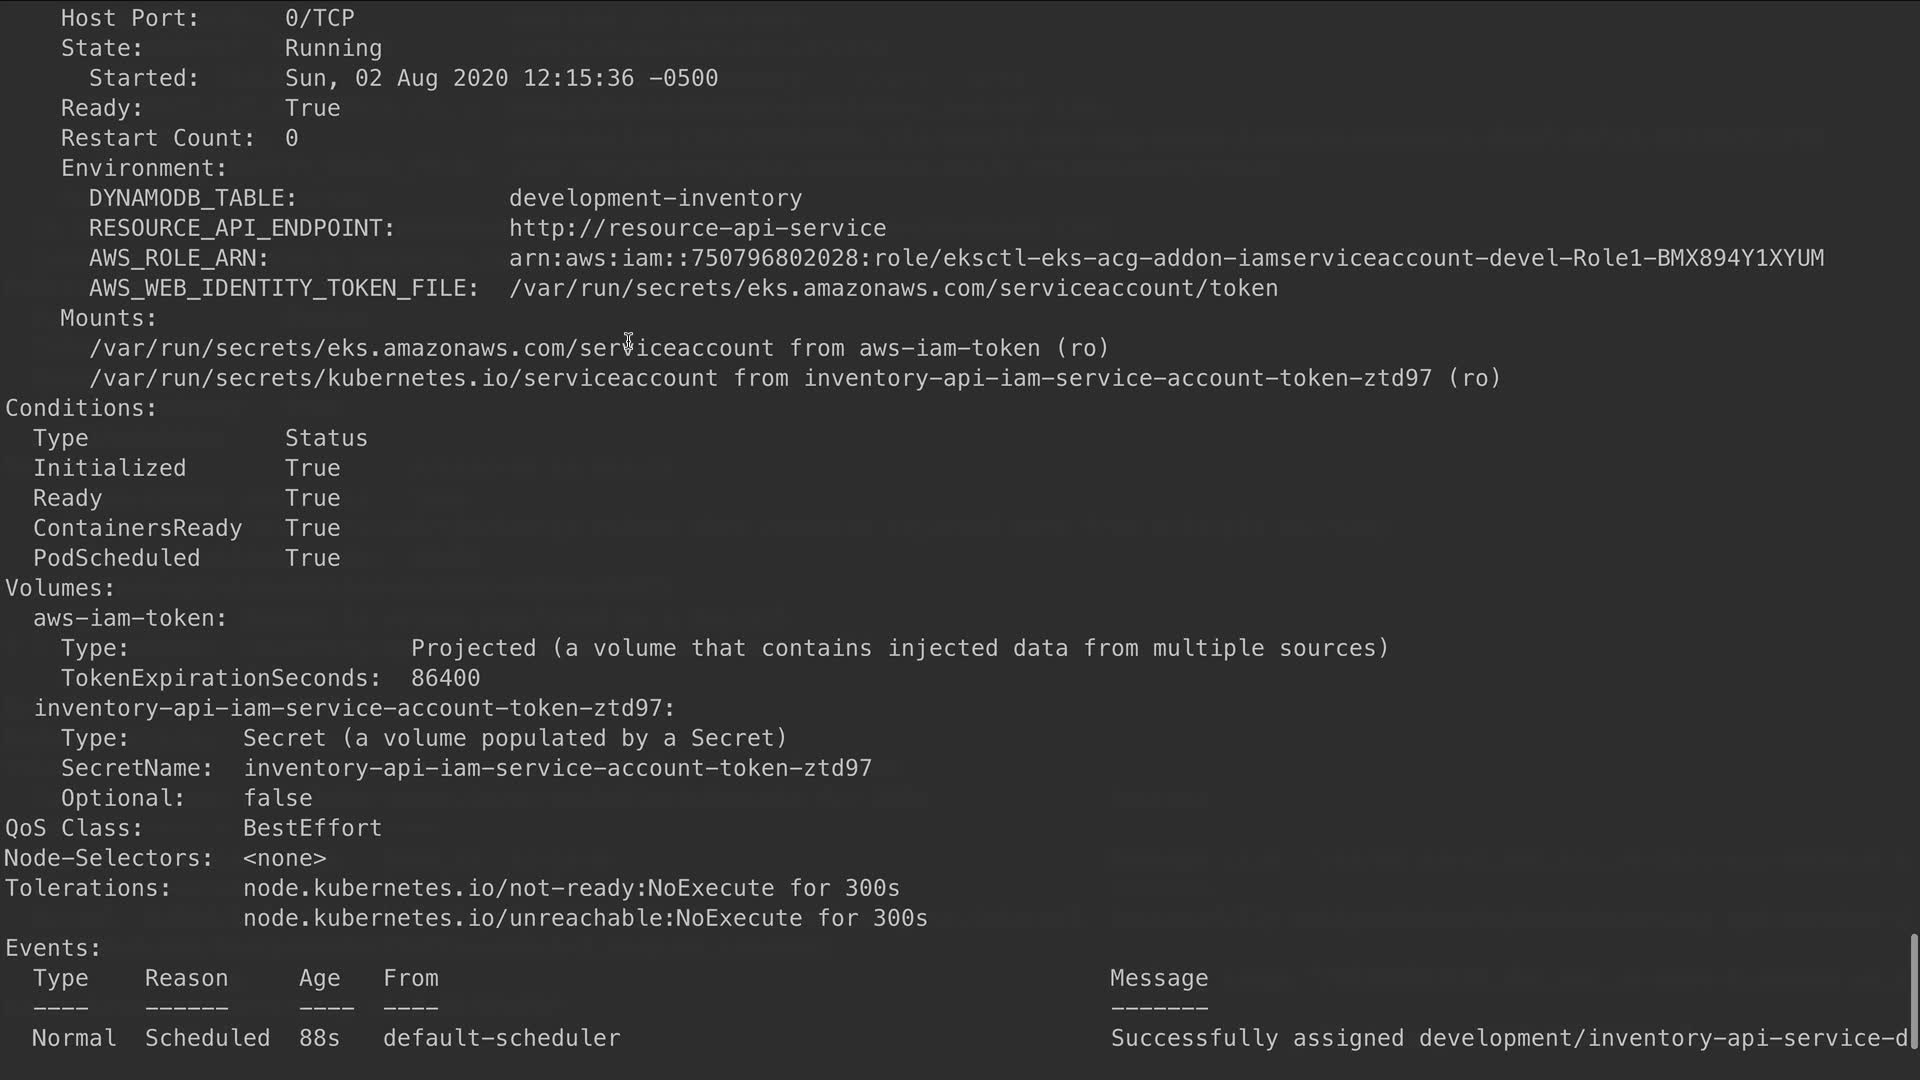 Host Port: 0/TCP
State: Running
Started: Sun, 02 Aug 2020 12:15:36 -0500
Ready: True
Restart Count: 0
Environment:
DYNAMODB_TABLE: development-inventory
RESOURCE_API_ENDPOINT: http://resource-api-service
AWS_ROLE_ARN: arn:aws:iam::750796802028:role/eksctl-eks-acg-addon-iamserviceaccount-devel-Role1-BMX894Y1XYUM
AWS_WEB_IDENTITY_TOKEN_FILE: /var/run/secrets/eks.amazonaws.com/serviceaccount/token
Mounts:
/var/run/secrets/eks.amazonaws.com/serviceaccount from aws-iam-token (ro)
/var/run/secrets/kubernetes.io/serviceaccount from inventory-api-iam-service-account-token-ztd97 (ro)
Conditions:
Type Status
Initialized True
Ready True
ContainersReady True
PodScheduled True
Volumes:
aws-iam-token:
Type: Projected (a volume that contains injected data from multiple sources)
TokenExpirationSeconds: 86400
inventory-api-iam-service-account-token-ztd97:
Type: Secret (a volume populated by a Secret)
SecretName: inventory-api-iam-service-account-token-ztd97
Optional: false
QoS Class: BestEffort
Node-Selectors: <none>
Tolerations: node.kubernetes.io/not-ready:NoExecute for 300s
node.kubernetes.io/unreachable:NoExecute for 300s
Events:
Type Reason Age From Message
---- ------ ---- ---- -------
Normal Scheduled 88s default-scheduler Successfully assigned development/inventory-api-service-d